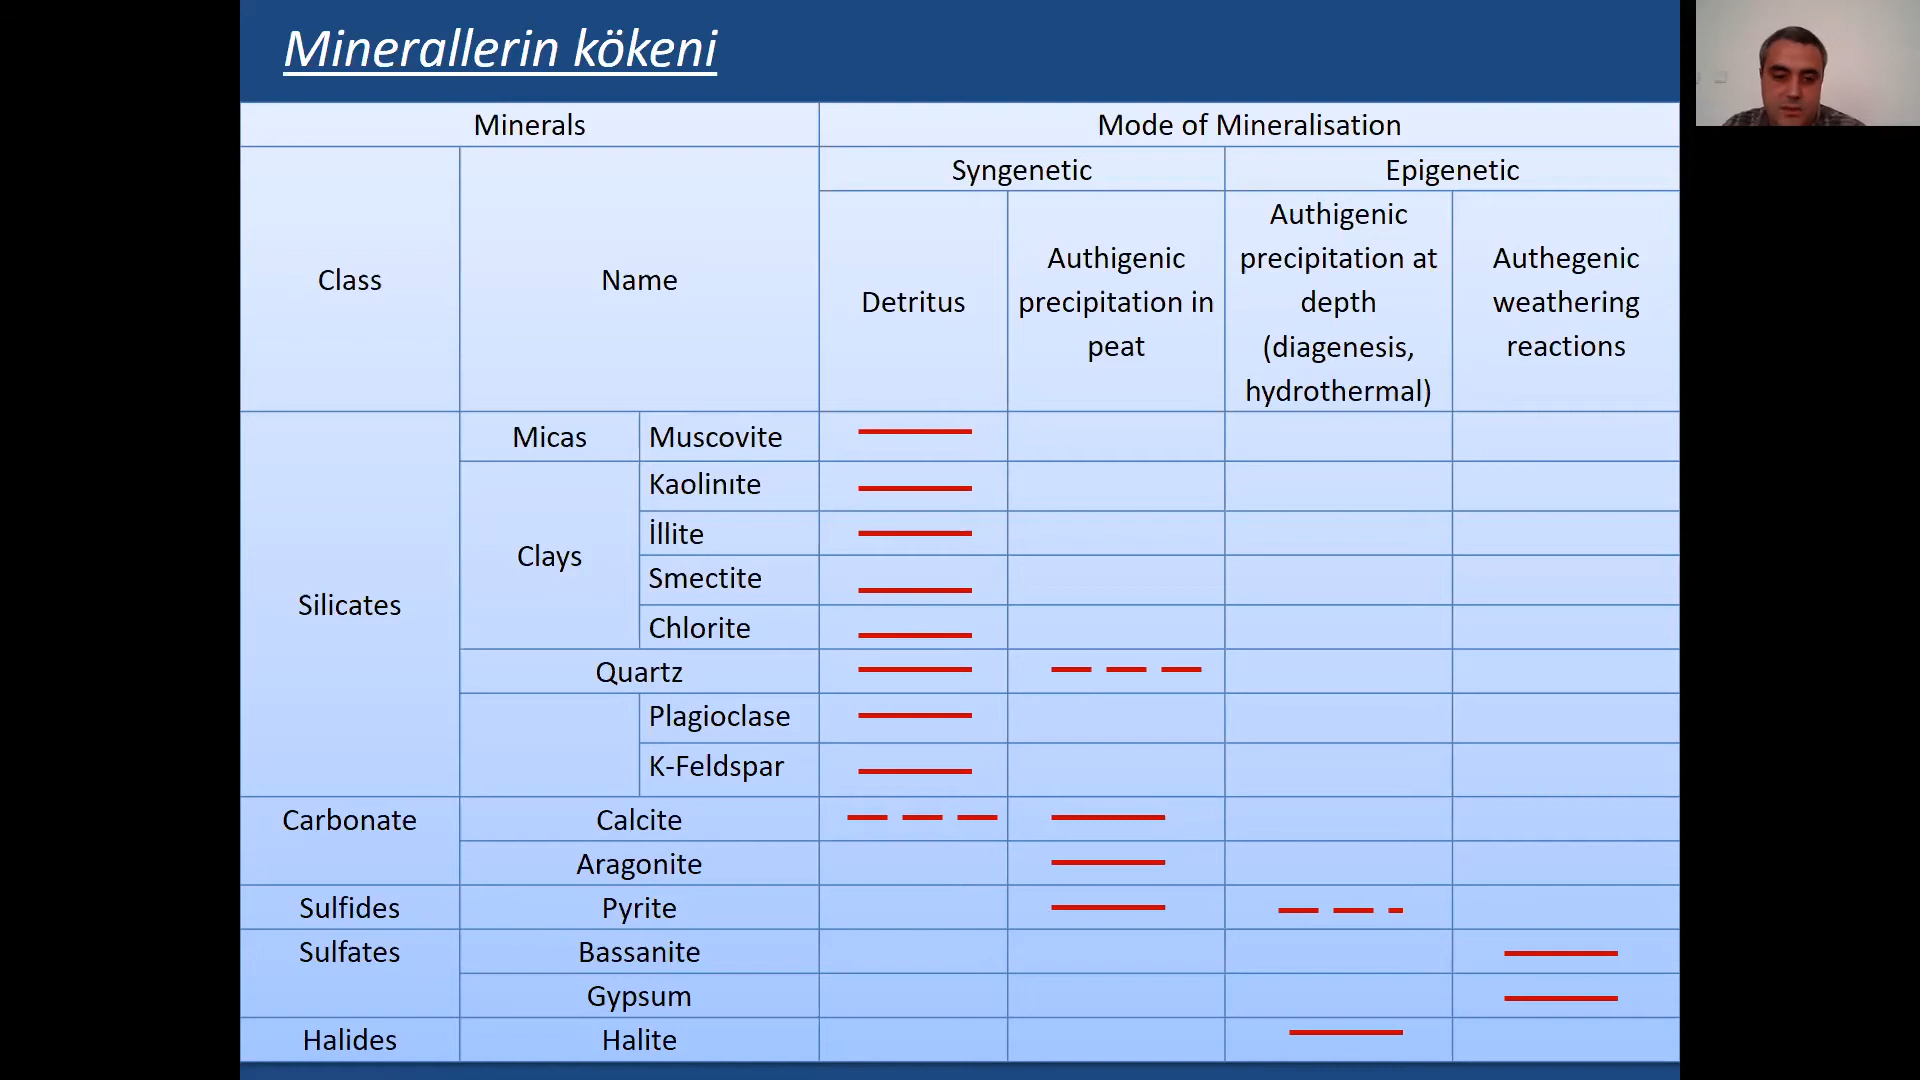 Minerallerin kökeni
Minerals
Mode of Mineralisation
Class
Name
Syngenetic
Epigenetic
Detritus
Authigenic
precipitation in
peat
Authigenic
precipitation at
depth
(diagenesis,
hydrothermal)
Authegenic
weathering
reactions
Silicates
Micas
Muscovite
Clays
Kaolinıte
İllite
Smectite
Chlorite
Quartz
Plagioclase
K-Feldspar
Carbonate
Calcite
Aragonite
Sulfides
Pyrite
Sulfates
Bassanite
Gypsum
Halides
Halite